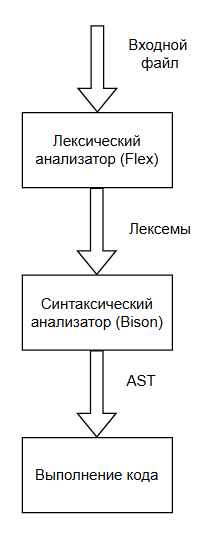 Входной
файл
Лексический
анализатор (Flex)
Лексемы
Синтаксический
анализатор (Bison)
AST
Выполнение кода